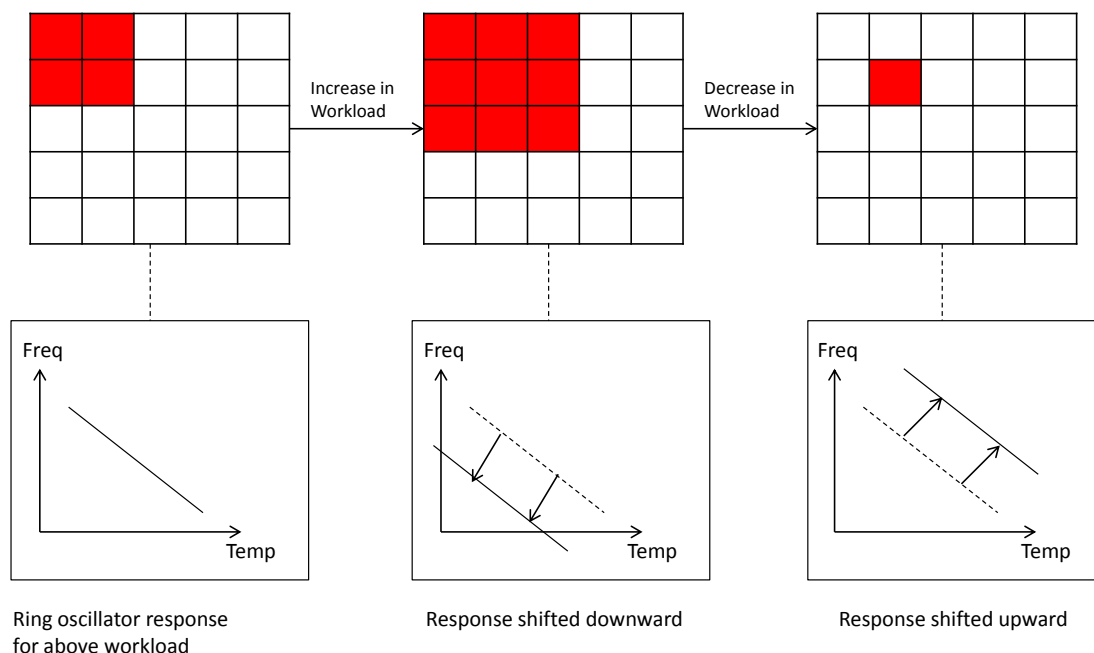 Increase in
Workload
Decrease in
Workload
Freq
Temp
Freq
Temp
Freq
Temp
Ring oscillator response
for above workload
Response shifted downward
Response shifted upward